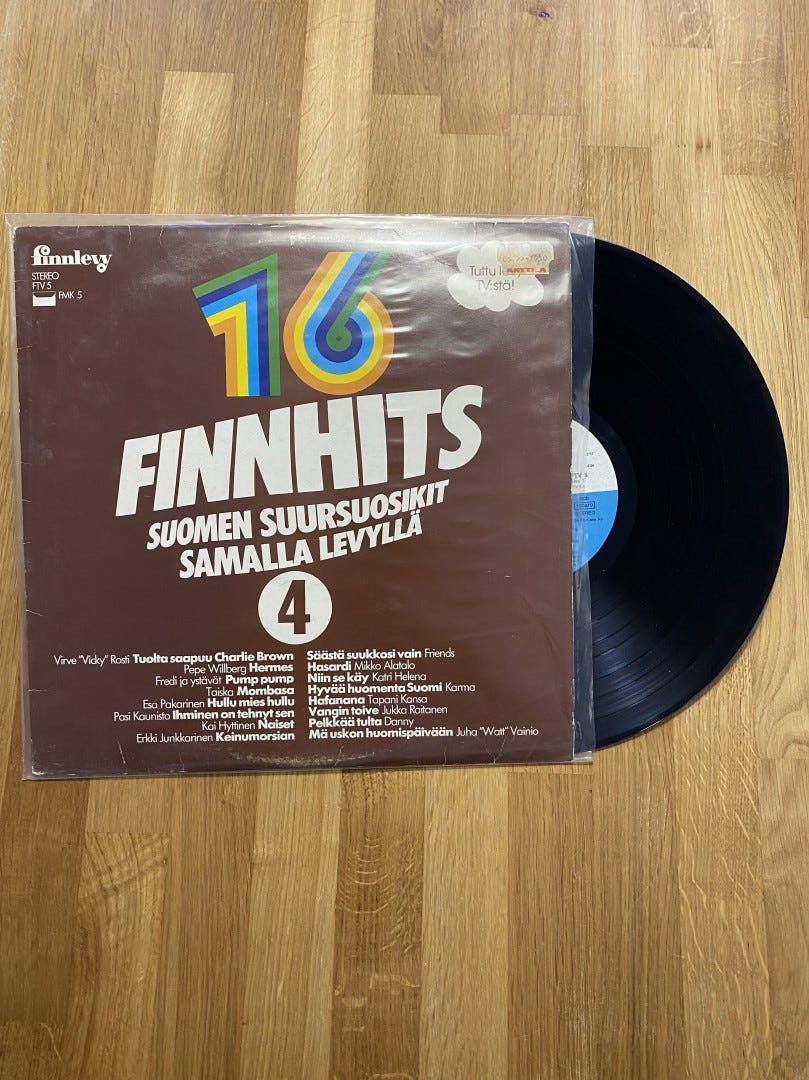 finnlevy
STEREO
FTV 5
FMK 5
16
Tuttu
TV:stä!
ANTTILA
FINNHITS
SUOMEN SUURSUOSIKIT
SAMALLA LEVYLLÄ
4
Virve "Vicky" Rosti Tuolta saapuu Charlie Brown
Pepe Willberg Hermes
Fredi ja ystävät Pump pump
Taiska Mombasa
Esa Pakarinen Hullu mies hullu
Pasi Kaunisto Ihminen on tehnyt sen
Kai Hyttinen Naiset
Erkki Junkkarinen Keinumorsian
Säästä suukkosi vain Friends
Hasardi Mikko Alatalo
Niin se käy Katri Helena
Hyvää huomenta Suomi Karma
Hafanana Tapani Kansa
Vangin toive Jukka Raitanen
Pelkkää tulta Danny
Mä uskon huomispäivään Juha "Watt" Vainio